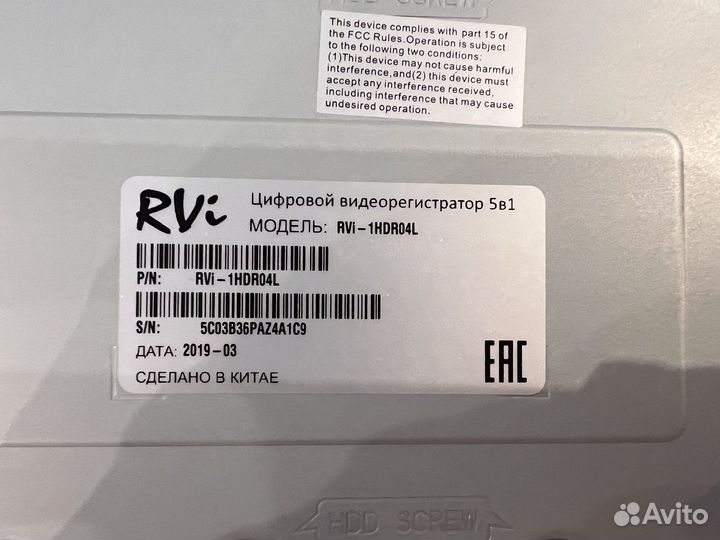 HDD SCREW
This device complies with part 15 of
the FCC Rules.Operation is subject
to the following two conditions:
(1)This device may not cause harmful
interference,and(2) this device must
accept any interference received,
including interference that may cause
undesired operation.
RVi
Цифровой видеорегистратор 5в1
МОДЕЛЬ: RVi-1HDR04L
P/N: RVi-1HDR04L
S/N: 5C03B36PAZ4A1C9
ДАТА: 2019-03
СДЕЛАНО В КИТАЕ
EAC
HDD SCREW
Avito